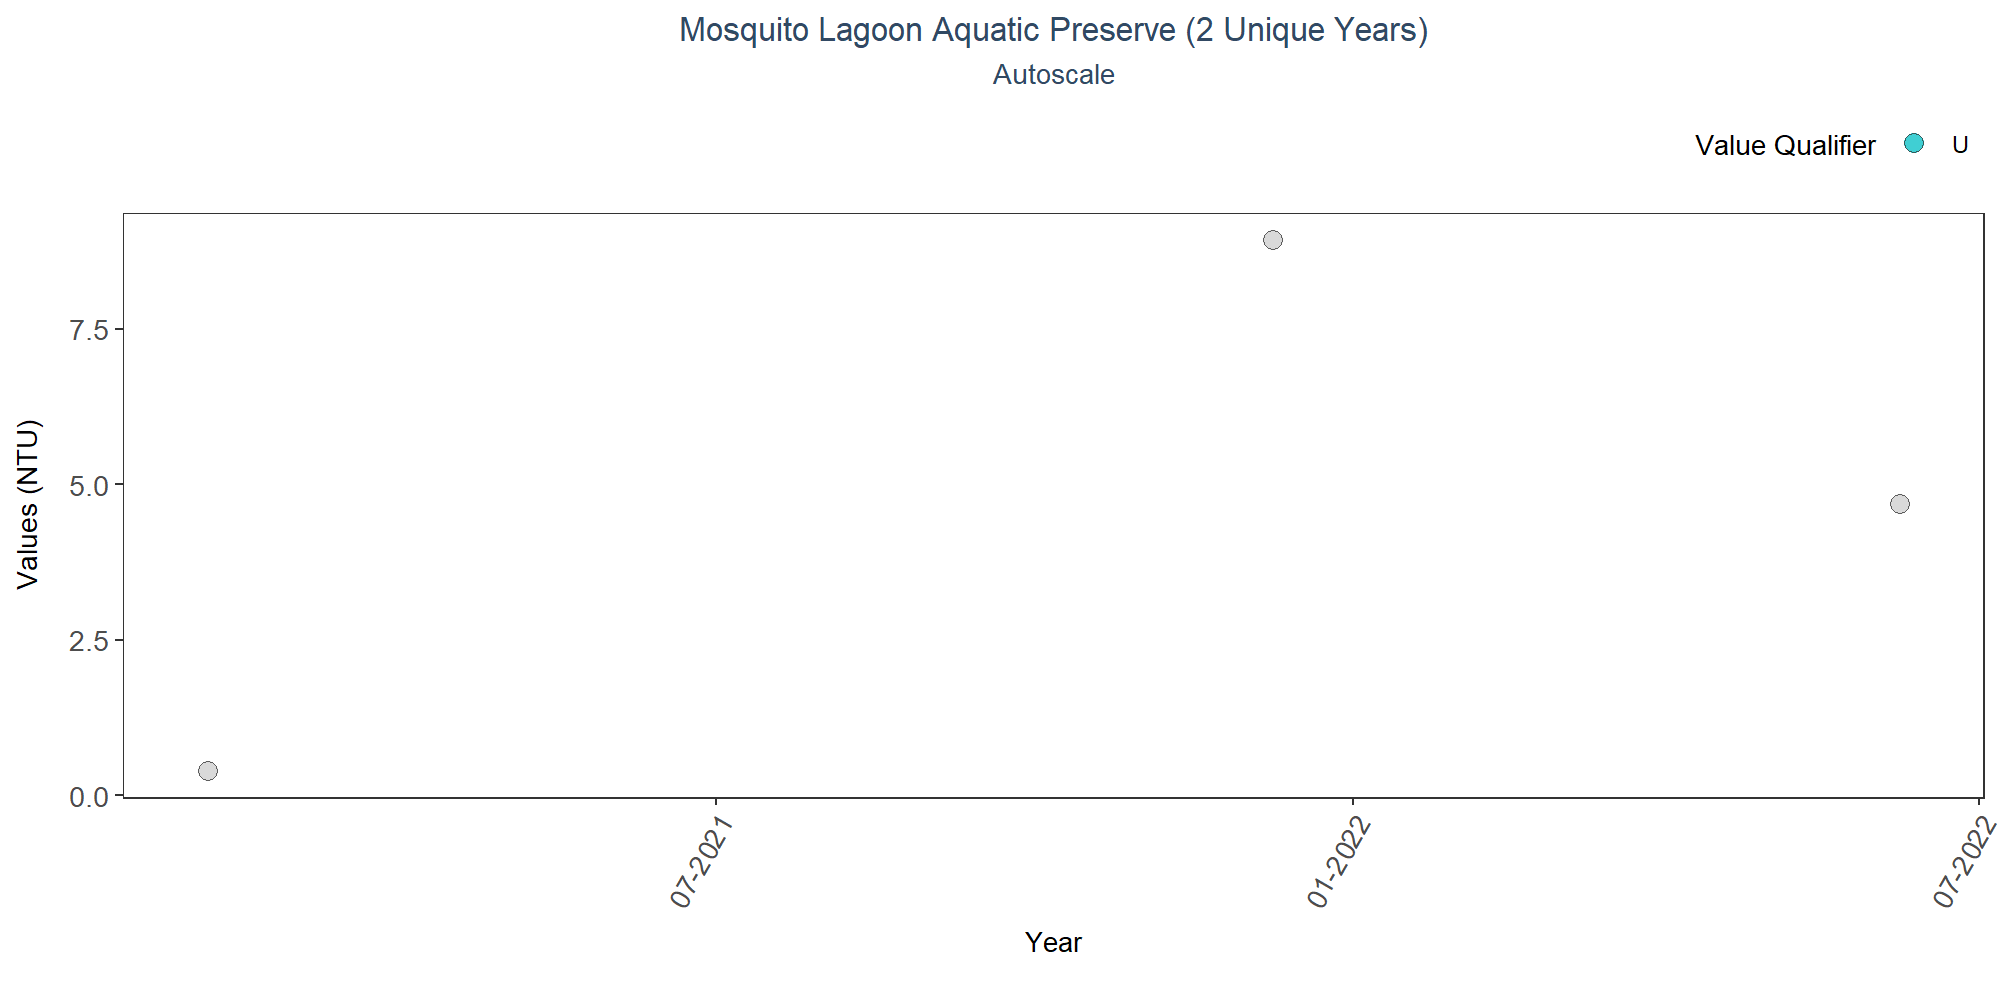 Mosquito Lagoon Aquatic Preserve (2 Unique Years)
Autoscale
Value Qualifier U
Values (NTU)
7.5
5.0
2.5
0.0
07-2021
01-2022
07-2022
Year